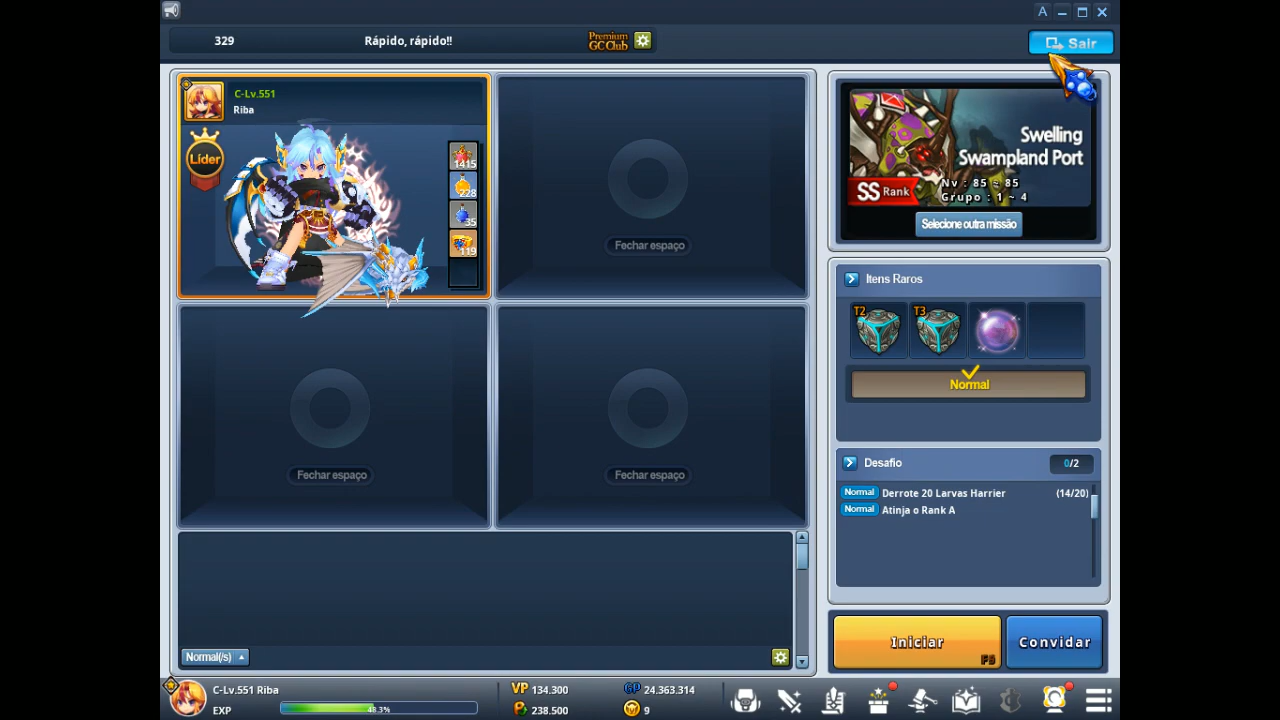 A
329
Rápido, rápido!!
Premium
GC Club
Sair
C-Lv.551
Riba
Líder
1415
228
35
119
Fechar espaço
Fechar espaço
Fechar espaço
Swelling
Swampland Port
SS Rank
Nv : 85 ~ 85
Grupo : 1 ~ 4
Selecione outra missão
Itens Raros
T2
T3
Normal
Desafio
0/2
Normal Derrote 20 Larvas Harrier (14/20)
Normal Atinja o Rank A
Normal(/s)
Iniciar
F5
Convidar
C-Lv.551 Riba
EXP
48.3%
VP 134.300
238.500
GP 24.363.314
9